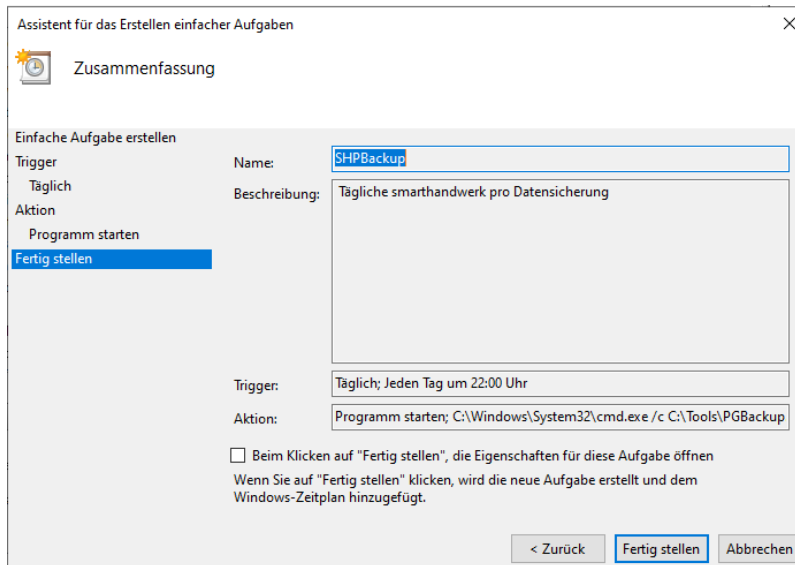 Assistent für das Erstellen einfacher Aufgaben
Zusammenfassung
Einfache Aufgabe erstellen
Trigger
Täglich
Aktion
Programm starten
Fertig stellen
Name:
SHPBackup
Beschreibung:
Tägliche smarthandwerk pro Datensicherung
Trigger:
Täglich; Jeden Tag um 22:00 Uhr
Aktion:
Programm starten; C:\Windows\System32\cmd.exe /c C:\Tools\PGBackup
Beim Klicken auf "Fertig stellen", die Eigenschaften für diese Aufgabe öffnen
Wenn Sie auf "Fertig stellen" klicken, wird die neue Aufgabe erstellt und dem
Windows-Zeitplan hinzugefügt.
< Zurück
Fertig stellen
Abbrechen